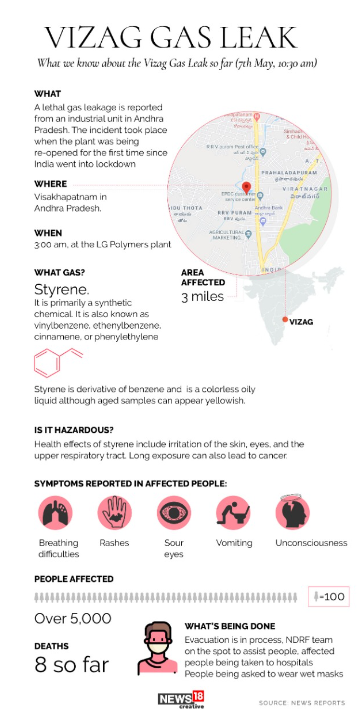 VIZAG GAS LEAK
What we know about the Vizag Gas Leak so far (7th May, 10:30 am)
WHAT
A lethal gas leakage is reported
from an industrial unit in Andhra
Pradesh. The incident took place
when the plant was being
re-opened for the first time since
India went into lockdown
WHERE
Visakhapatnam in
Andhra Pradesh.
WHEN
3:00 am, at the LG Polymers plant
PRAHALADAPURAM
VIRATNAGAR
RRV PURAM
Andhra Bank
AGRICULTURAL
MARKETING
WHAT GAS?
Styrene.
It is primarily a synthetic
chemical. It is also known as
vinylbenzene, ethenylbenzene,
cinnamene, or phenylethlene
AREA
AFFECTED
3 miles
VIZAG
Styrene is derivative of benzene and is a colorless oily
liquid although aged samples can appear yellowish.
IS IT HAZARDOUS?
Health effects of styrene include irritation of the skin, eyes, and the
upper respiratory tract. Long exposure can also lead to cancer.
SYMPTOMS REPORTED IN AFFECTED PEOPLE:
Breathing
difficulties
Rashes
Sour
eyes
Vomiting
Unconsciousness
PEOPLE AFFECTED
=100
Over 5,000
DEATHS
8 so far
WHAT'S BEING DONE
Evacuation is in process, NDRF team
on the spot to assist people, affected
people being taken to hospitals
People being asked to wear wet masks
NEWS18
creative
SOURCE: NEWS REPORTS